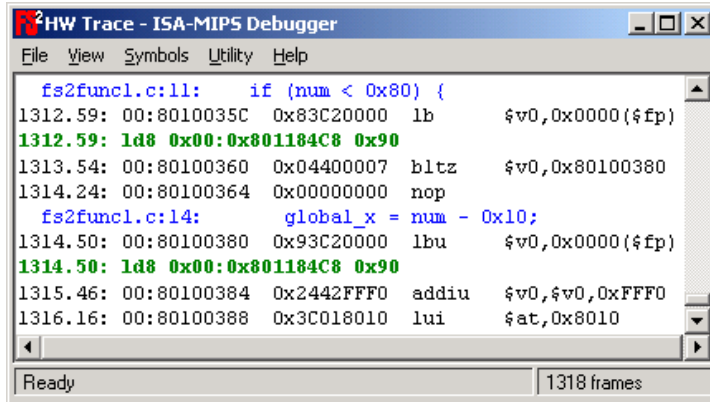 FS2 HW Trace - ISA-MIPS Debugger
File View Symbols Utility Help
fs2func1.c:11: if (num < 0x80) {
1312.59: 00:8010035C 0x83C20000 lb $v0,0x0000($fp)
1312.59: ld8 0x00:0x801184C8 0x90
1313.54: 00:80100360 0x04400007 bltz $v0,0x80100380
1314.24: 00:80100364 0x00000000 nop
fs2func1.c:14: global_x = num - 0x10;
1314.50: 00:80100380 0x93C20000 lbu $v0,0x0000($fp)
1314.50: ld8 0x00:0x801184C8 0x90
1315.46: 00:80100384 0x2442FFF0 addiu $v0,$v0,0xFFF0
1316.16: 00:80100388 0x3C018010 lui $at,0x8010
Ready 1318 frames